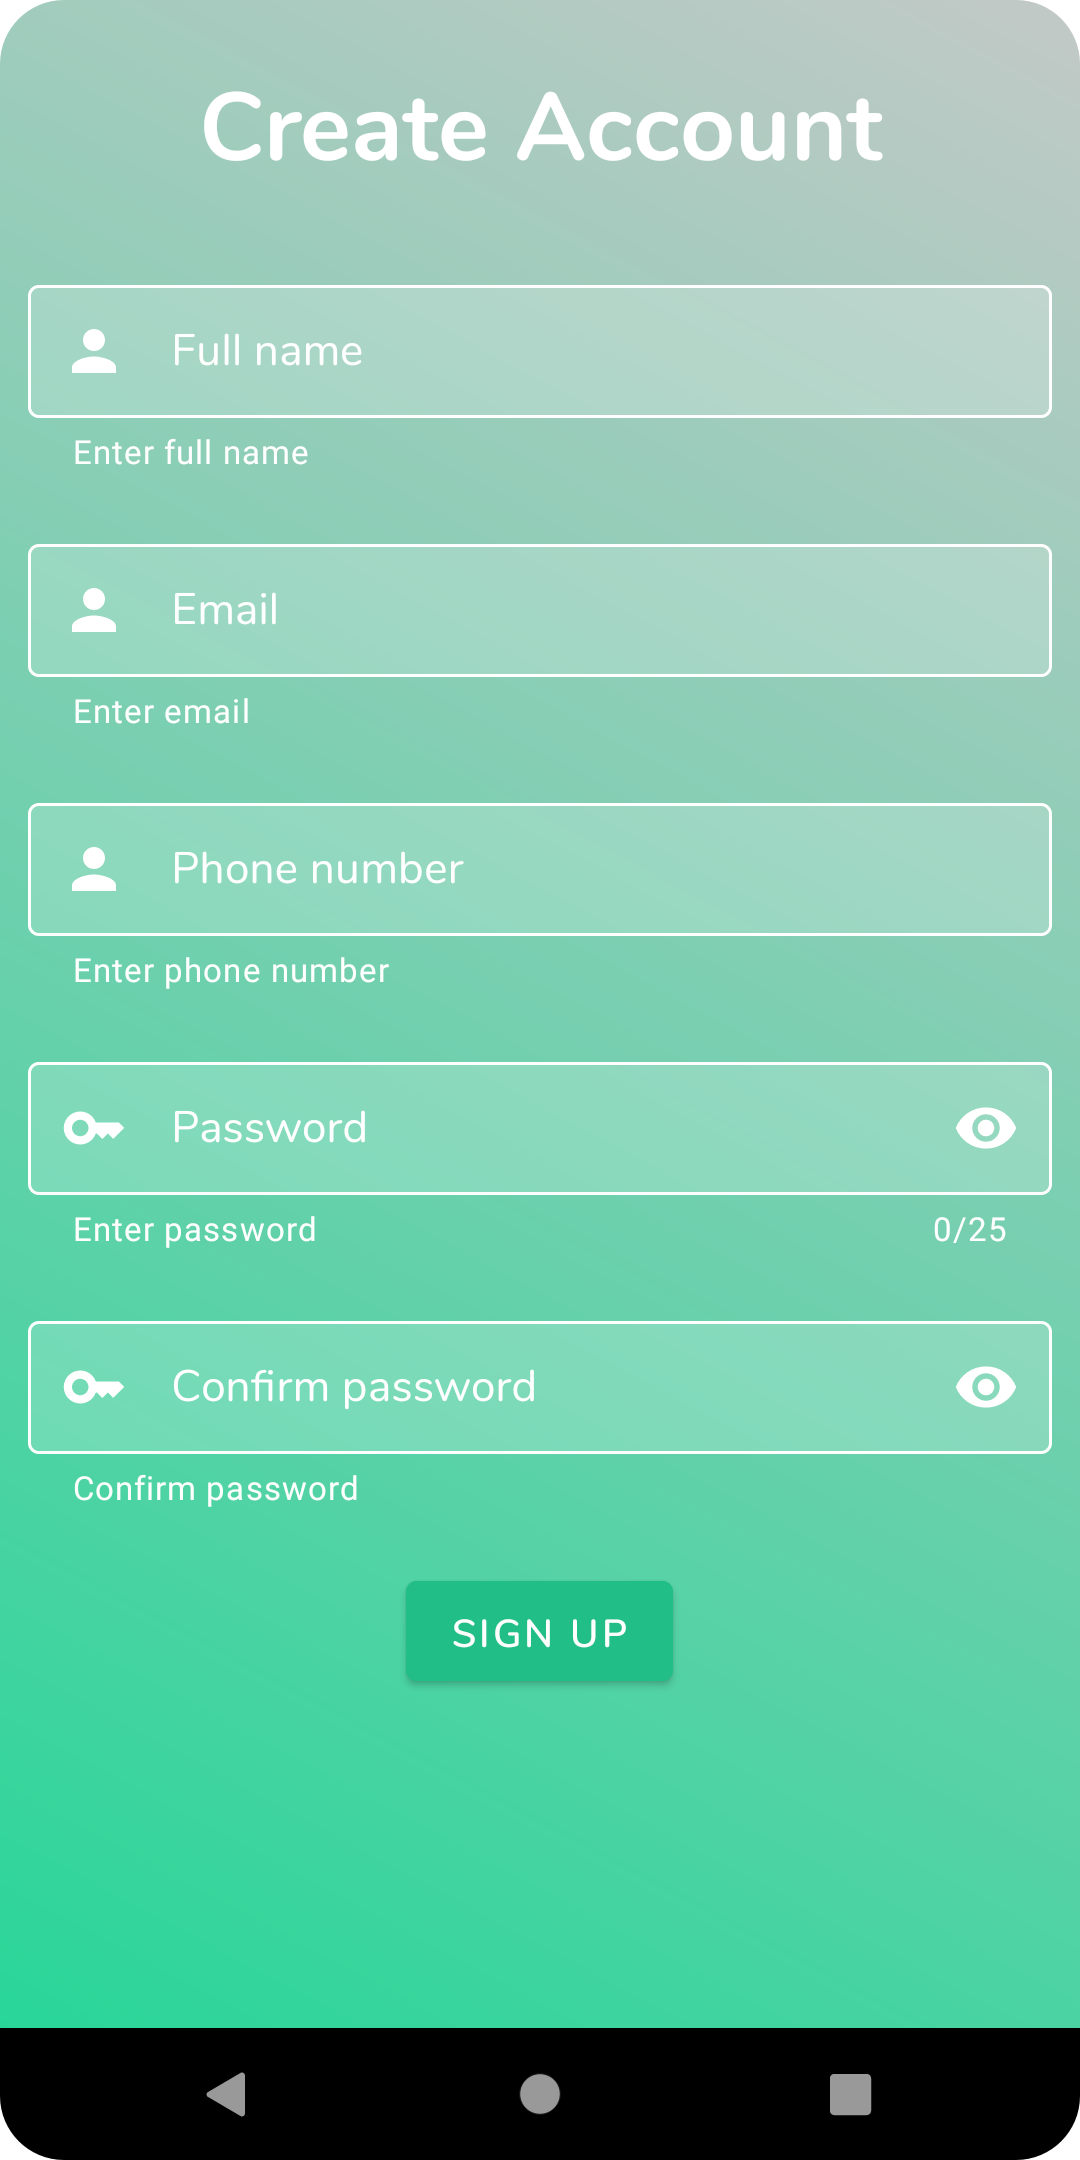 Create Account
Full name
Enter full name
Email
Enter email
Phone number
Enter phone number
Password
Enter password 0/25
Confirm password
Confirm password
SIGN UP